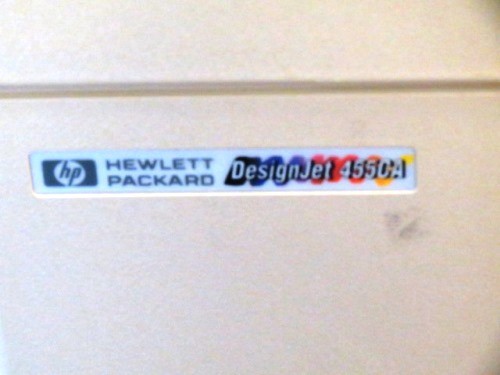 hp
HEWLETT
PACKARD
DesignJet 455CA